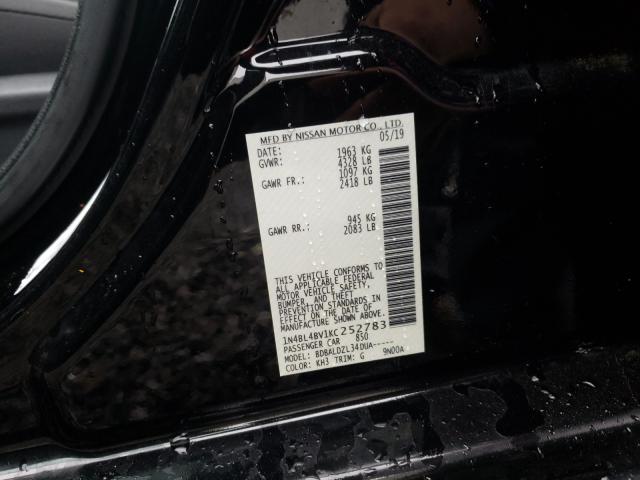 MFD BY NISSAN MOTOR CO., LTD.
DATE: 05/19
GVWR: 1963 KG
4328 LB
GAWR FR.: 1097 KG
2418 LB
GAWR RR.: 945 KG
2083 LB
THIS VEHICLE CONFORMS TO
ALL APPLICABLE FEDERAL
MOTOR VEHICLE SAFETY,
BUMPER, AND THEFT
PREVENTION STANDARDS IN
EFFECT ON THE DATE OF
MANUFACTURE SHOWN ABOVE.
1N4BL4BV1KC252783
PASSENGER CAR 850
MODEL: BDBALDZL34DUA-----
COLOR: KH3 TRIM: G 9N00A